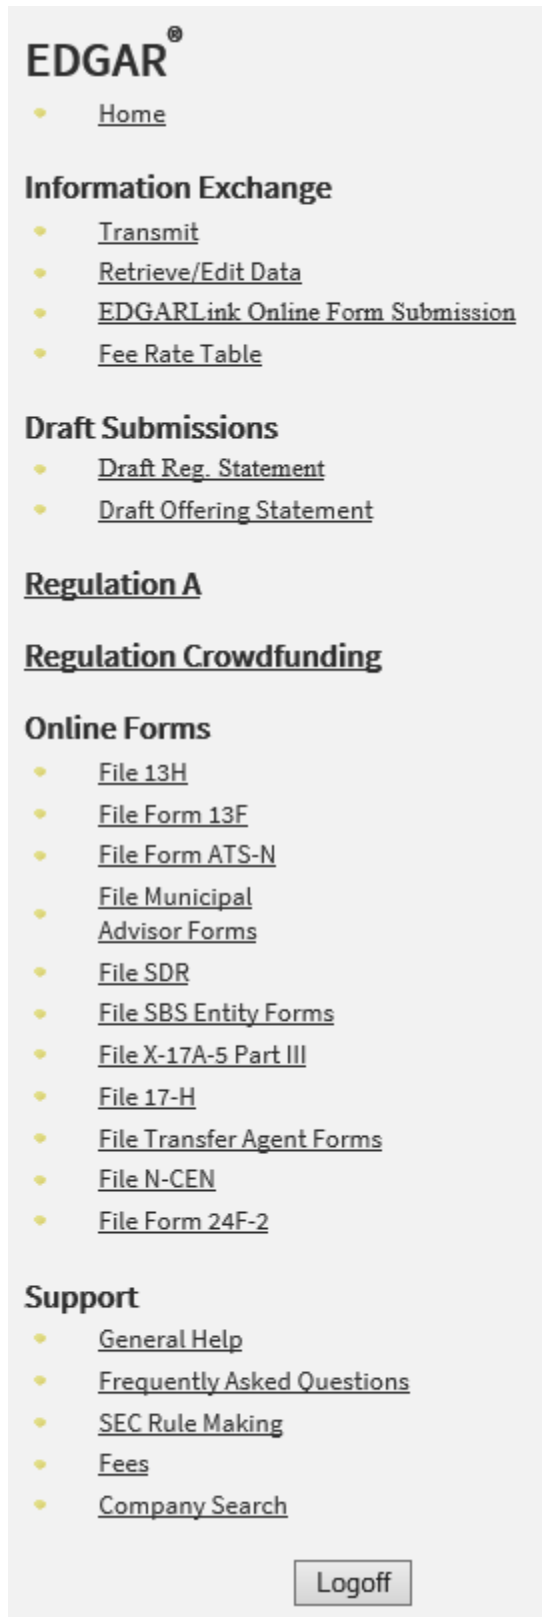 EDGAR®
Home
Information Exchange
Transmit
Retrieve/Edit Data
EDGARLink Online Form Submission
Fee Rate Table
Draft Submissions
Draft Reg. Statement
Draft Offering Statement
Regulation A
Regulation Crowdfunding
Online Forms
File 13H
File Form 13F
File Form ATS-N
File Municipal
Advisor Forms
File SDR
File SBS Entity Forms
File X-17A-5 Part III
File 17-H
File Transfer Agent Forms
File N-CEN
File Form 24F-2
Support
General Help
Frequently Asked Questions
SEC Rule Making
Fees
Company Search
Logoff